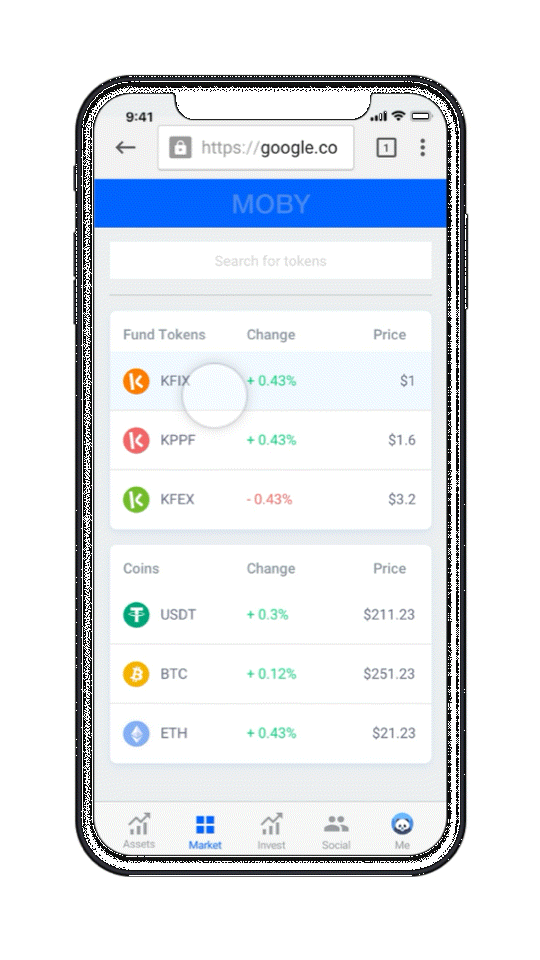 9:41
https://google.co 1
MOBY
Search for tokens
Fund Tokens Change Price
KFIX + 0.43% $1
KPPF + 0.43% $1.6
KFEX - 0.43% $3.2
Coins Change Price
USDT + 0.3% $211.23
BTC + 0.12% $251.23
ETH + 0.43% $21.23
Assets Market Invest Social Me